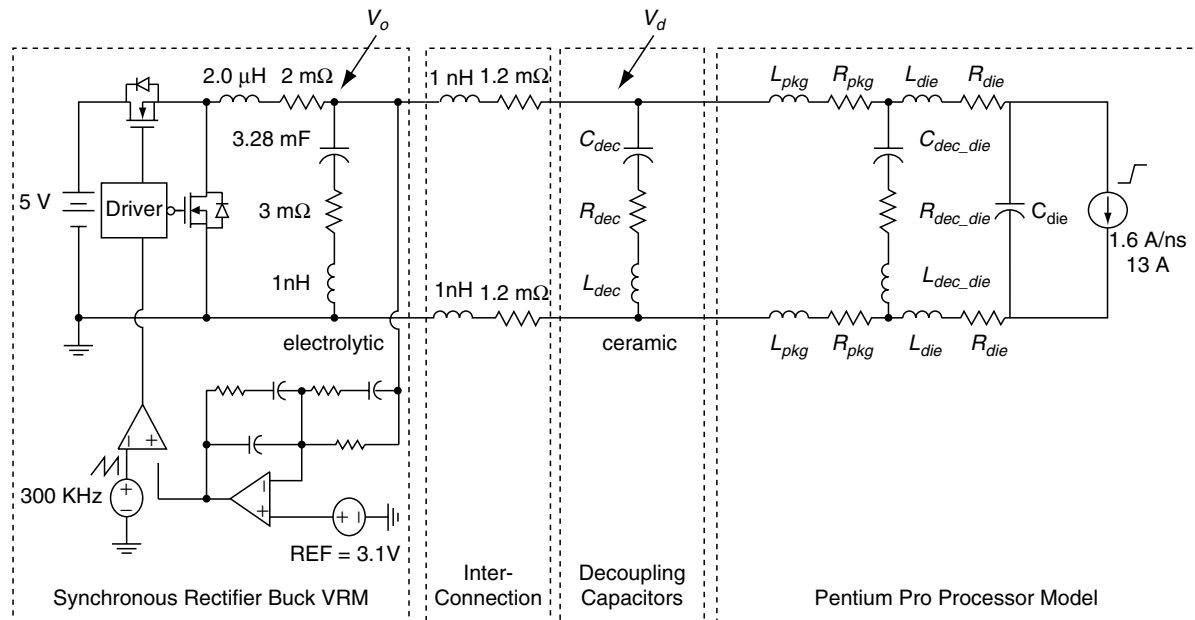 V_o
V_d
2.0 µH 2 mΩ
3.28 mF
3 mΩ
1nH
electrolytic
5 V
Driver
300 KHz
REF = 3.1V
Synchronous Rectifier Buck VRM
1 nH 1.2 mΩ
1nH 1.2 mΩ
Inter-
Connection
C_dec
R_dec
L_dec
ceramic
Decoupling
Capacitors
L_pkg R_pkg L_die R_die
C_dec_die
R_dec_die
L_dec_die
C_die
1.6 A/ns
13 A
L_pkg R_pkg L_die R_die
Pentium Pro Processor Model